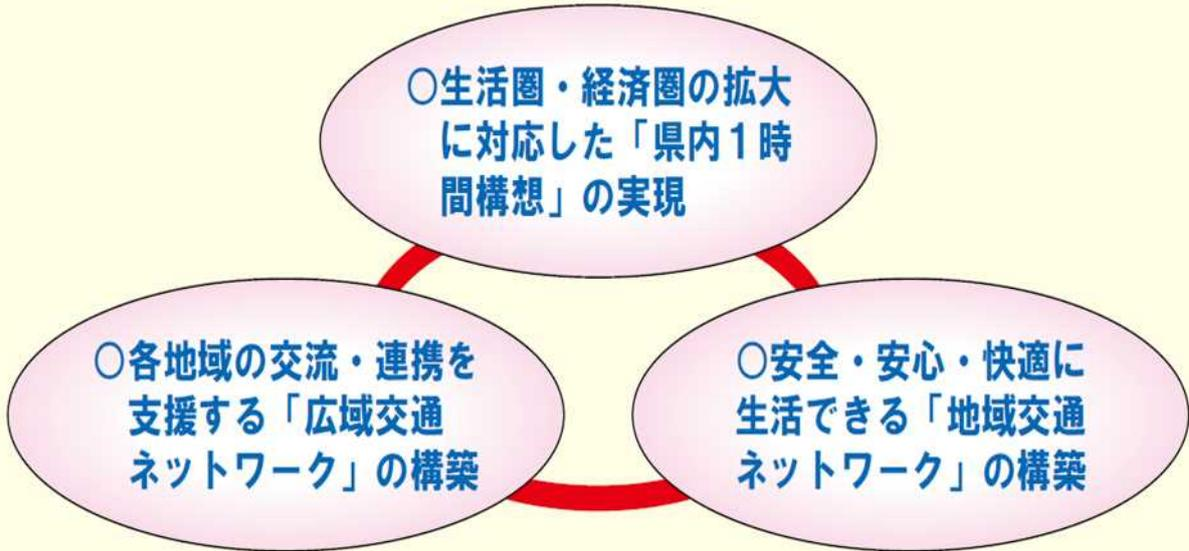 ○生活圏・経済圏の拡大
に対応した「県内１時
間構想」の実現
○各地域の交流・連携を
支援する「広域交通
ネットワーク」の構築
○安全・安心・快適に
生活できる「地域交通
ネットワーク」の構築